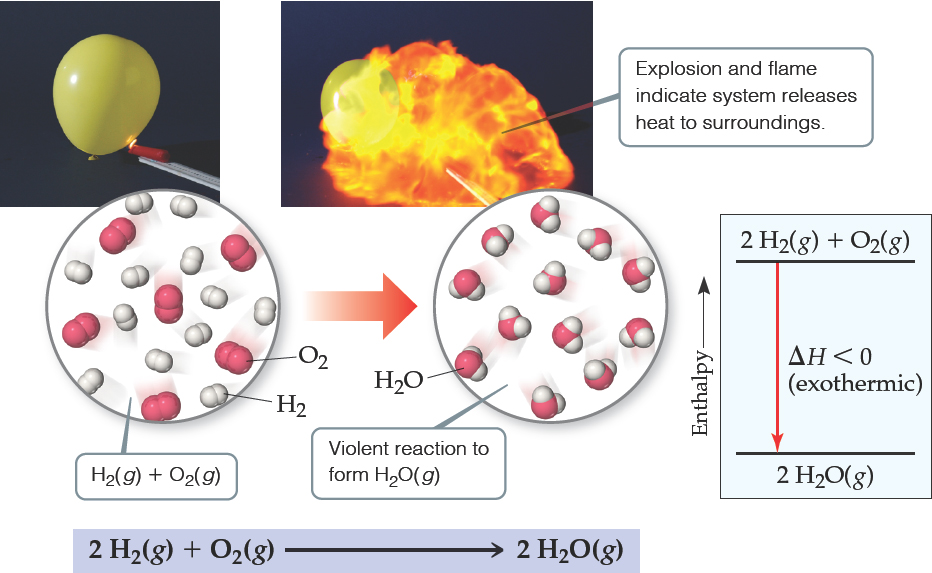 Explosion and flame
indicate system releases
heat to surroundings.
O₂
H₂
H₂(g) + O₂(g)
H₂O
Violent reaction to
form H₂O(g)
2 H₂(g) + O₂(g)
Enthalpy
ΔH < 0
(exothermic)
2 H₂O(g)
2 H₂(g) + O₂(g) ⟶ 2 H₂O(g)